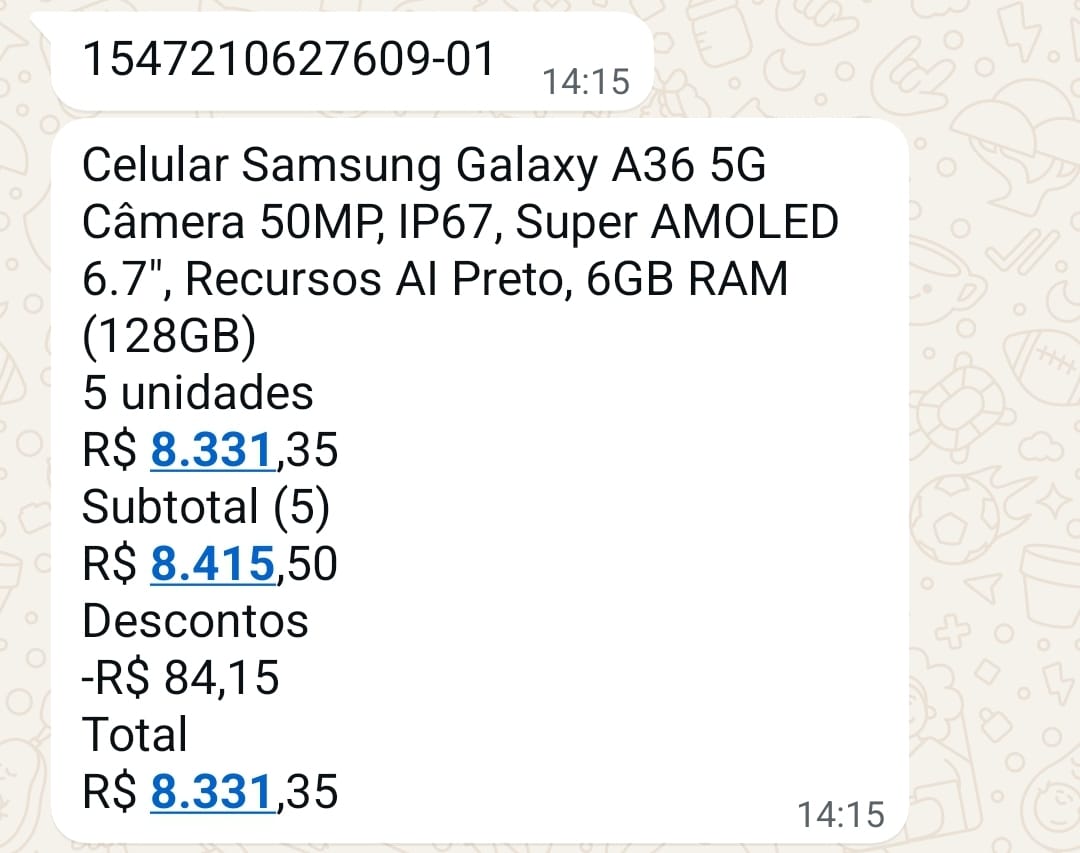 1547210627609-01
14:15
Celular Samsung Galaxy A36 5G
Câmera 50MP, IP67, Super AMOLED
6.7", Recursos AI Preto, 6GB RAM
(128GB)
5 unidades
R$ 8.331,35
Subtotal (5)
R$ 8.415,50
Descontos
-R$ 84,15
Total
R$ 8.331,35
14:15